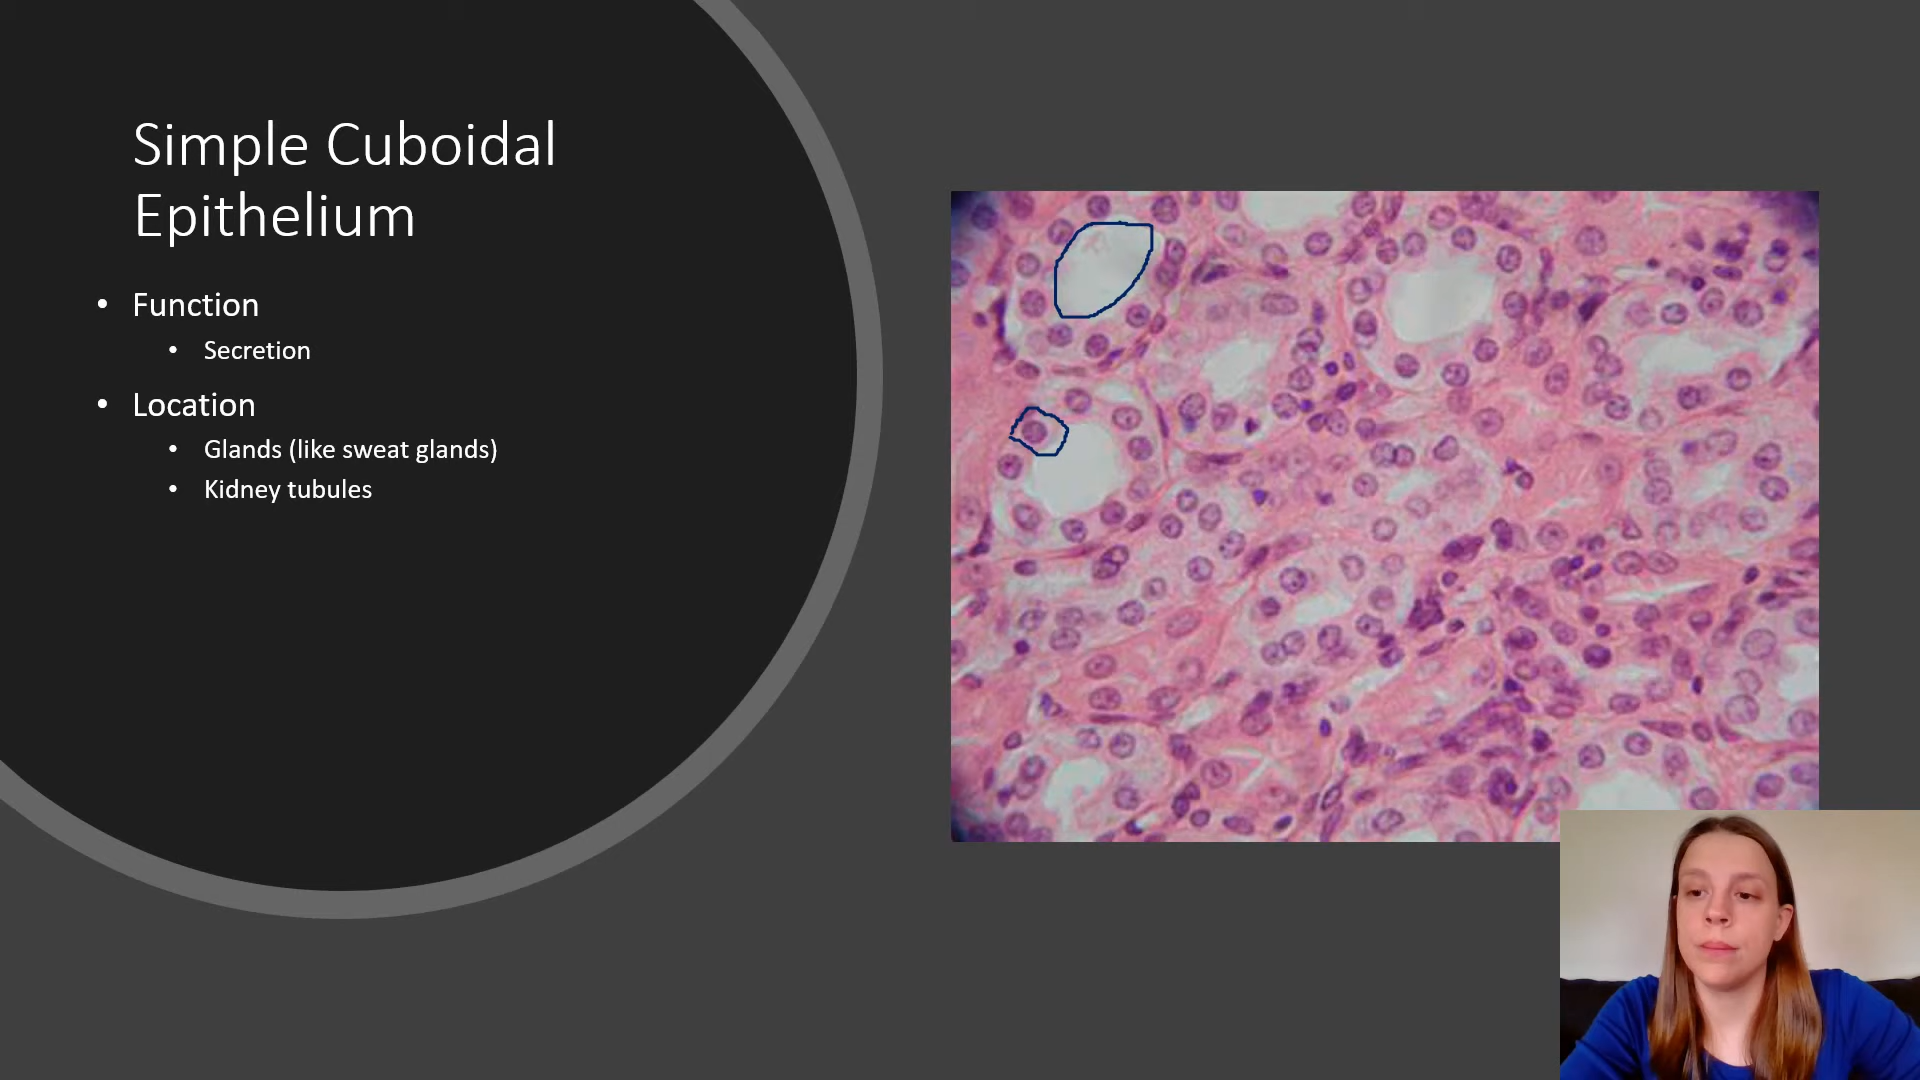 Simple Cuboidal
Epithelium
• Function
• Secretion
• Location
• Glands (like sweat glands)
• Kidney tubules